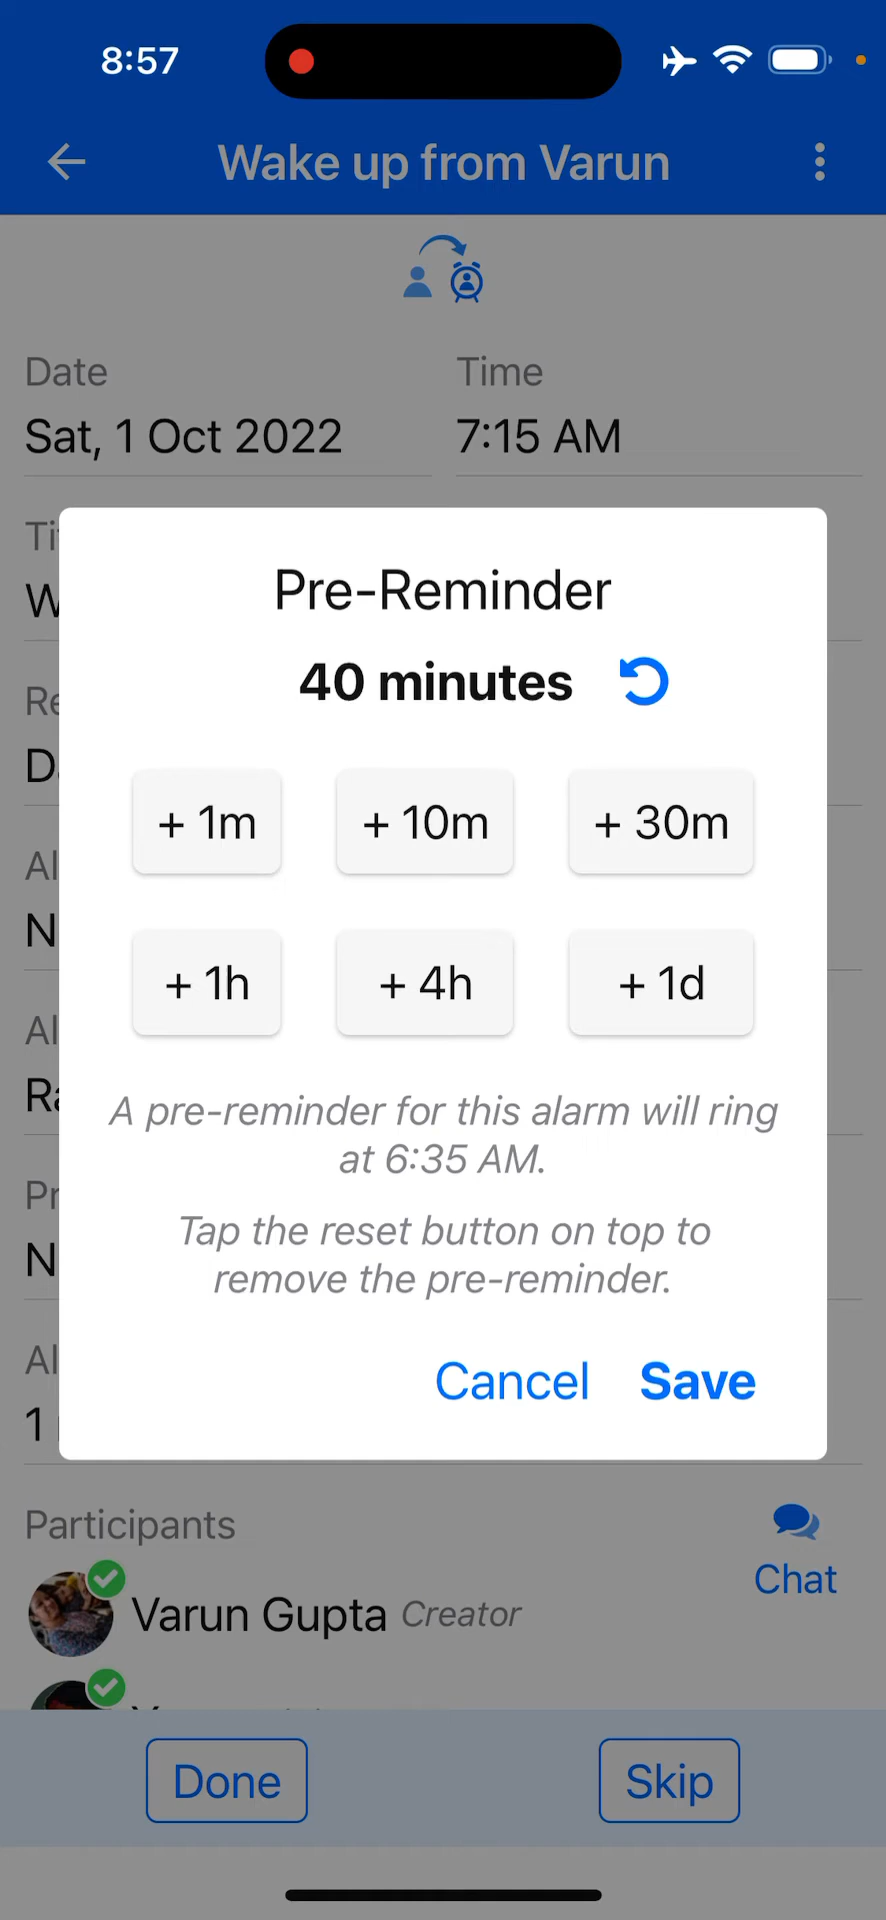 8:57
Wake up from Varun
Date
Time
Sat, 1 Oct 2022
7:15 AM
Pre-Reminder
40 minutes
+ 1m
+ 10m
+ 30m
+ 1h
+ 4h
+ 1d
A pre-reminder for this alarm will ring
at 6:35 AM.
Tap the reset button on top to
remove the pre-reminder.
Cancel
Save
Participants
Chat
Varun Gupta Creator
Done
Skip